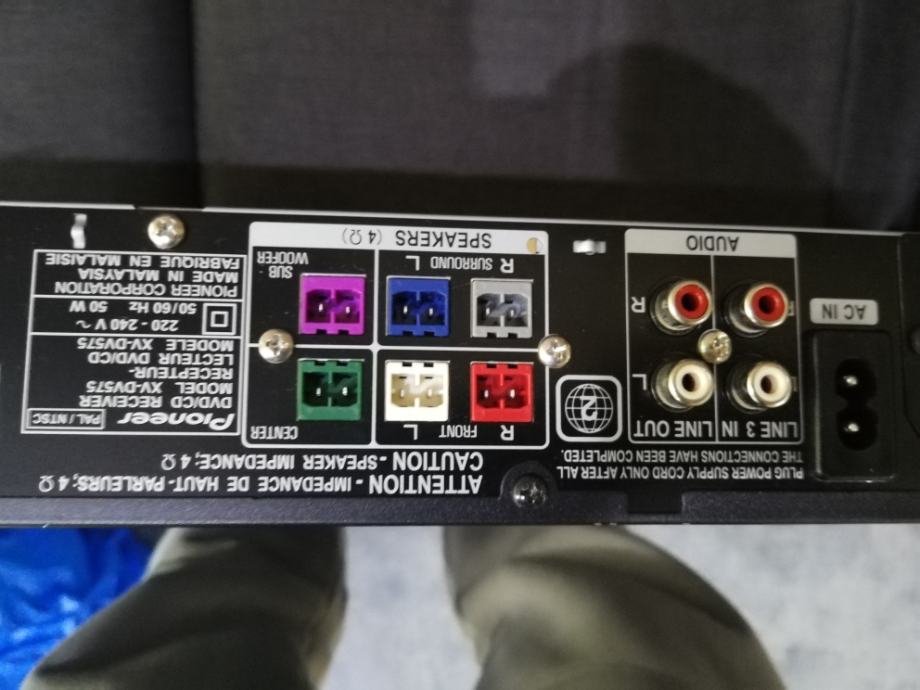 ATTENTION - IMPEDANCE DE HAUT- PARLEURS; 4 Ω
CAUTION - SPEAKER IMPEDANCE; 4 Ω
PLUG POWER SUPPLY CORD ONLY AFTER ALL
THE CONNECTIONS HAVE BEEN COMPLETED.
LINE 3 IN
LINE OUT
L
L
R
R
AUDIO
AC IN
2
R FRONT L
CENTER
R SURROUND L
SUB
WOOFER
SPEAKERS (4 Ω)
Pioneer
PAL / NTSC
DVD/CD RECEIVER
MODEL XV-DV575
RECEPTEUR-
LECTEUR DVD/CD
MODELE XV-DV575
220 - 240 V ~
50/60 Hz 50 W
PIONEER CORPORATION
MADE IN MALAYSIA
FABRIQUE EN MALAISIE